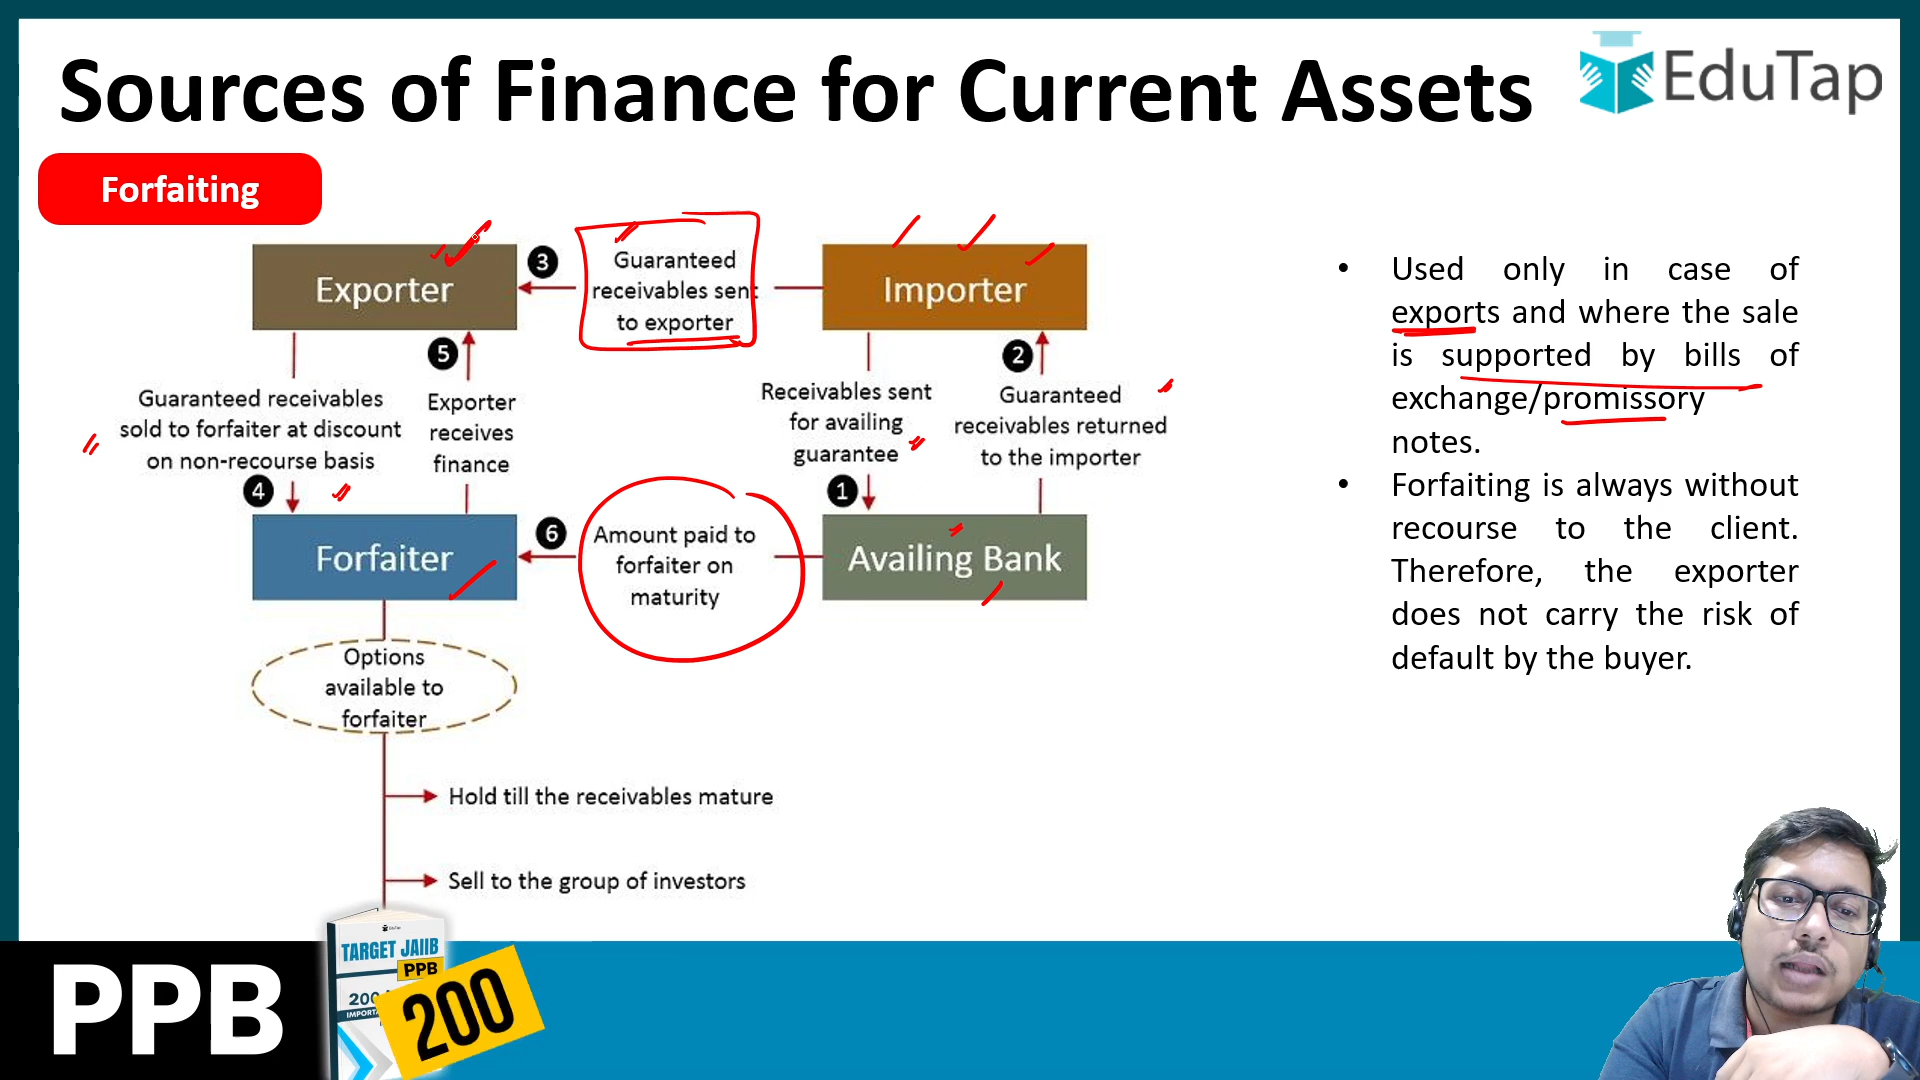 Sources of Finance for Current Assets
EduTap
Forfaiting
Exporter
3
Guaranteed
receivables sent
to exporter
Importer
5
2
Guaranteed receivables
sold to forfaiter at discount
on non-recourse basis
Exporter
receives
finance
Receivables sent
for availing
guarantee
Guaranteed
receivables returned
to the importer
4
1
Forfaiter
6
Amount paid to
forfaiter on
maturity
Availing Bank
Options
available to
forfaiter
Hold till the receivables mature
Sell to the group of investors
• Used only in case of
exports and where the sale
is supported by bills of
exchange/promissory
notes.
• Forfaiting is always without
recourse to the client.
Therefore, the exporter
does not carry the risk of
default by the buyer.
PPB
EduTap
TARGET JAIIB
PPB
200
200